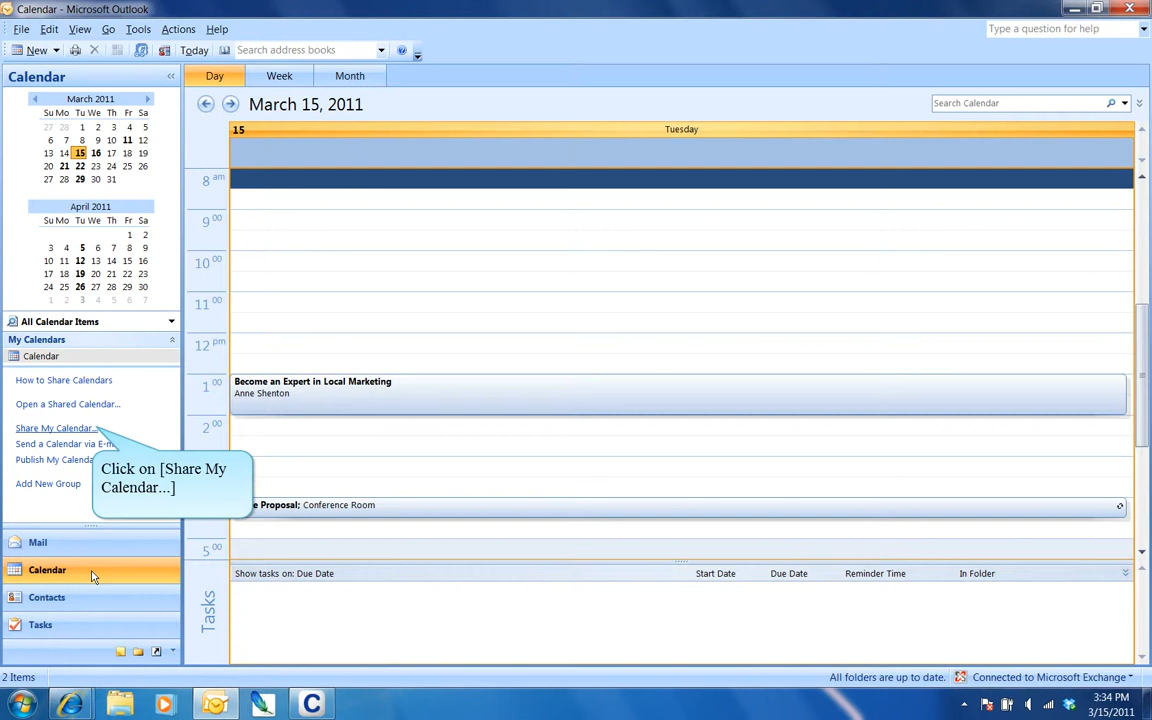 Calendar - Microsoft Outlook
File Edit View Go Tools Actions Help
Type a question for help
New Today Search address books
Calendar
Day Week Month
March 2011
Su Mo Tu We Th Fr Sa
27 28 1 2 3 4 5
6 7 8 9 10 11 12
13 14 15 16 17 18 19
20 21 22 23 24 25 26
27 28 29 30 31
April 2011
Su Mo Tu We Th Fr Sa
1 2
3 4 5 6 7 8 9
10 11 12 13 14 15 16
17 18 19 20 21 22 23
24 25 26 27 28 29 30
1 2 3 4 5 6 7
All Calendar Items
My Calendars
Calendar
How to Share Calendars
Open a Shared Calendar...
Share My Calendar...
Send a Calendar via E-m
Publish My Calenda
Add New Group
Click on [Share My
Calendar...]
Mail
Calendar
Contacts
Tasks
March 15, 2011
Search Calendar
15 Tuesday
8 am
9 00
10 00
11 00
12 pm
1 00
Become an Expert in Local Marketing
Anne Shenton
2 00
Proposal; Conference Room
5 00
Tasks
Show tasks on: Due Date Start Date Due Date Reminder Time In Folder
2 Items
All folders are up to date. Connected to Microsoft Exchange
C
3:34 PM
3/15/2011